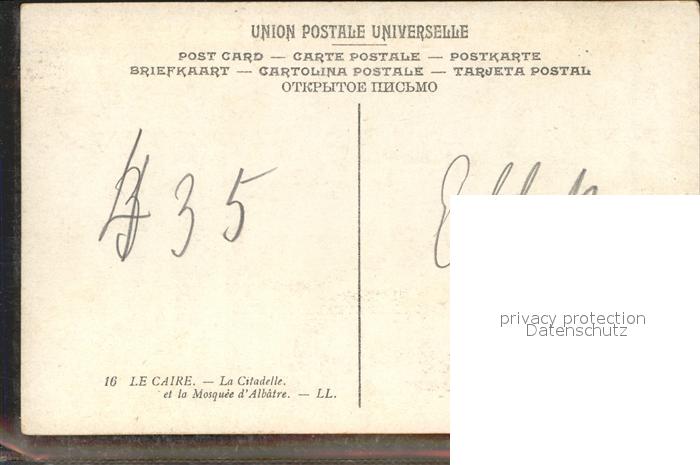 UNION POSTALE UNIVERSELLE
POST CARD — CARTE POSTALE — POSTKARTE
BRIEFKAART — CARTOLINA POSTALE — TARJETA POSTAL
ОТКРЫТОЕ ПИСЬМО
35
16 LE CAIRE. — La Citadelle.
et la Mosquée d'Albâtre. — LL.
privacy protection
Datenschutz